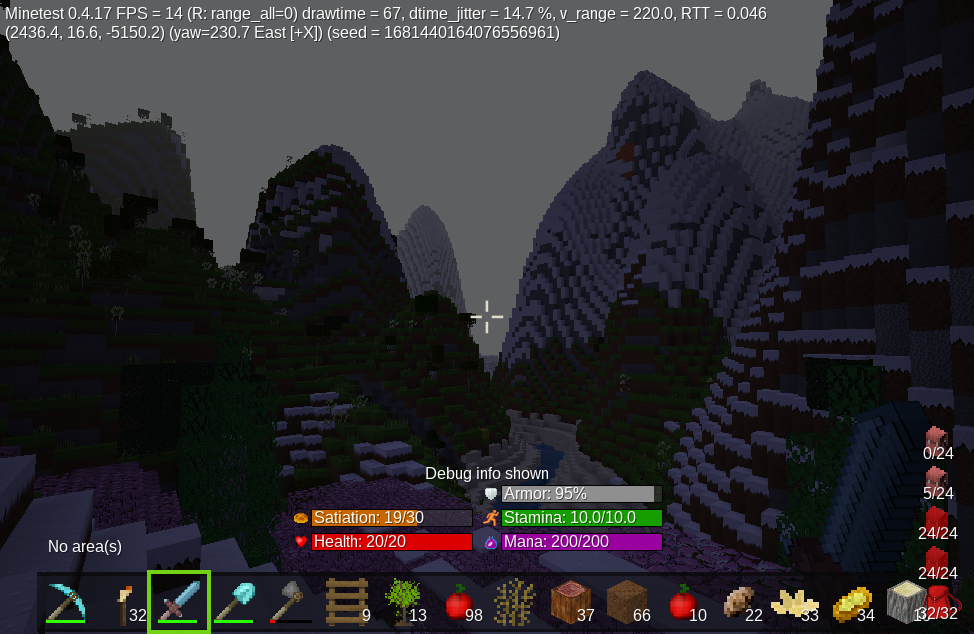 Minetest 0.4.17 FPS = 14 (R: range_all=0) drawtime = 67, dtime_jitter = 14.7 %, v_range = 220.0, RTT = 0.046
(2436.4, 16.6, -5150.2) (yaw=230.7 East [+X]) (seed = 1681440164076556961)
0/24
Debug info shown
Armor: 95%
5/24
Satiation: 19/30
Stamina: 10.0/10.0
24/24
Health: 20/20
Mana: 200/200
No area(s)
24/24
32
9
13
98
37
66
10
22
33
34
32/32